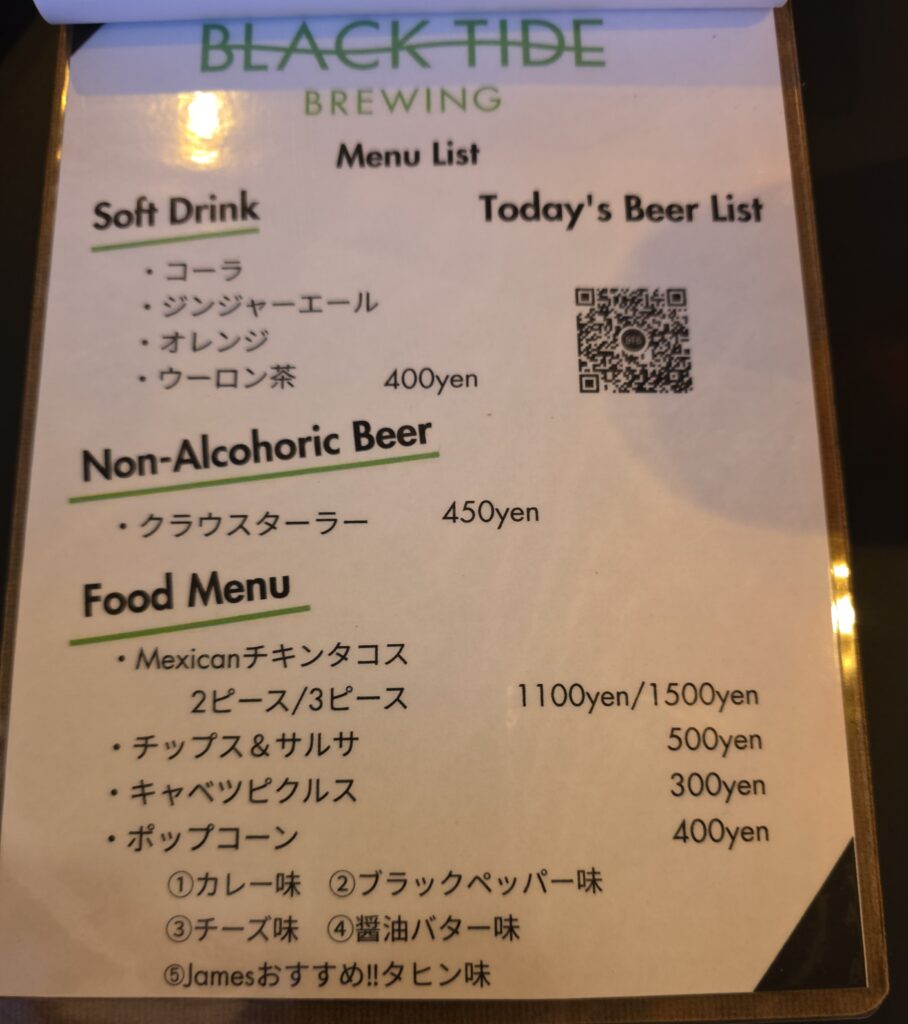 BLACK TIDE
BREWING
Menu List
Soft Drink
・コーラ
・ジンジャーエール
・オレンジ
・ウーロン茶 400yen
Today's Beer List
Non-Alcohoric Beer
・クラウスターラー 450yen
Food Menu
・Mexicanチキンタコス
2ピース/3ピース 1100yen/1500yen
・チップス＆サルサ 500yen
・キャベツピクルス 300yen
・ポップコーン 400yen
①カレー味 ②ブラックペッパー味
③チーズ味 ④醤油バター味
⑤Jamesおすすめ!!タヒン味